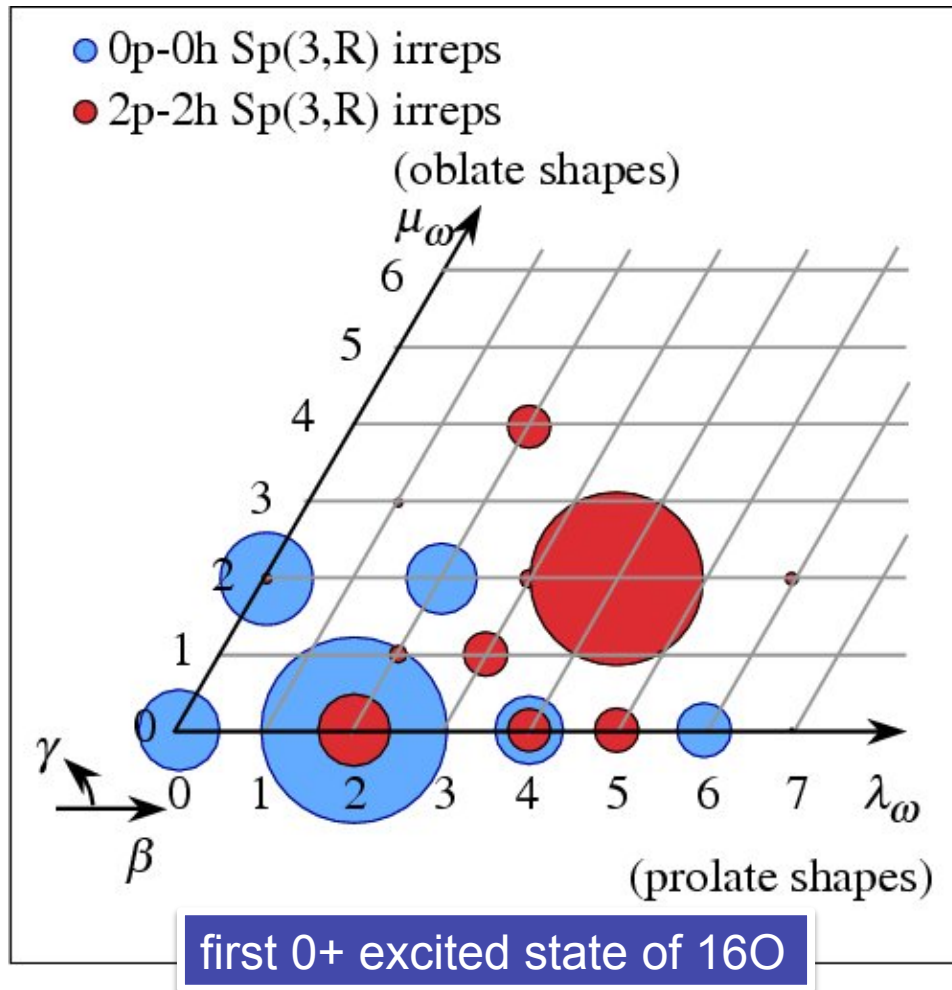 0p-0h Sp(3,R) irreps
2p-2h Sp(3,R) irreps
(oblate shapes)
μω
6
5
4
3
2
1
0
γ
0 1 2 3 4 5 6 7 λω
β
(prolate shapes)
first 0+ excited state of 16O